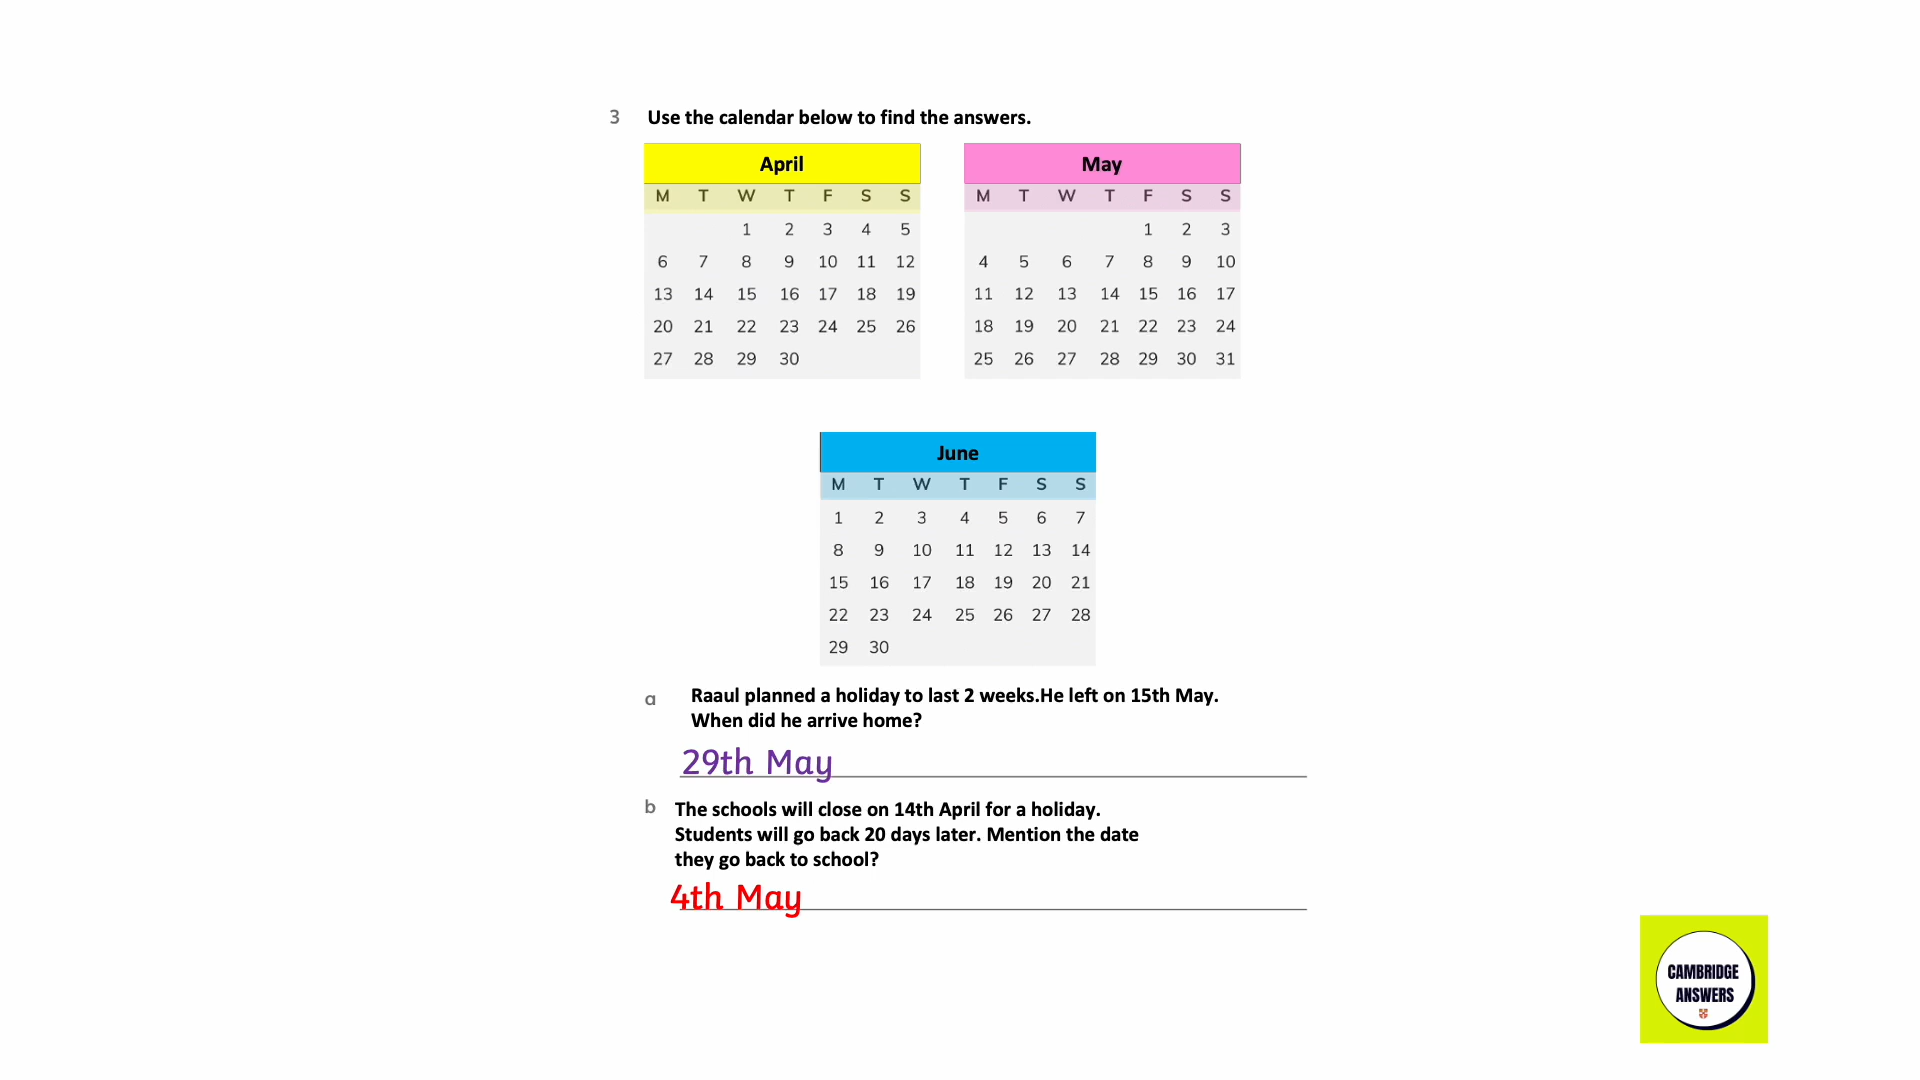 3 Use the calendar below to find the answers.
April
M T W T F S S
1 2 3 4 5
6 7 8 9 10 11 12
13 14 15 16 17 18 19
20 21 22 23 24 25 26
27 28 29 30
May
M T W T F S S
1 2 3
4 5 6 7 8 9 10
11 12 13 14 15 16 17
18 19 20 21 22 23 24
25 26 27 28 29 30 31
June
M T W T F S S
1 2 3 4 5 6 7
8 9 10 11 12 13 14
15 16 17 18 19 20 21
22 23 24 25 26 27 28
29 30
a Raaul planned a holiday to last 2 weeks.He left on 15th May.
When did he arrive home?
29th May
b The schools will close on 14th April for a holiday.
Students will go back 20 days later. Mention the date
they go back to school?
4th May
CAMBRIDGE
ANSWERS